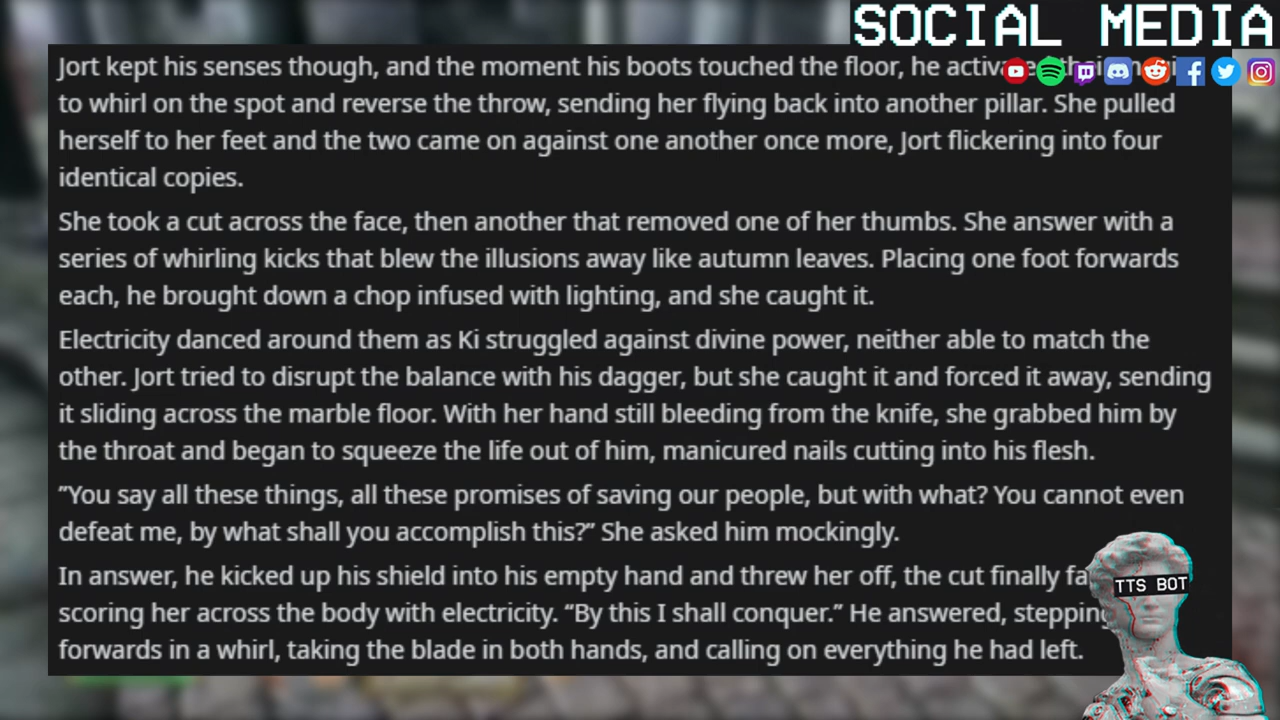 SOCIAL MEDIA
Jort kept his senses though, and the moment his boots touched the floor, he
to whirl on the spot and reverse the throw, sending her flying back into another pillar. She pulled
herself to her feet and the two came on against one another once more, Jort flickering into four
identical copies.
She took a cut across the face, then another that removed one of her thumbs. She answer with a
series of whirling kicks that blew the illusions away like autumn leaves. Placing one foot forwards
each, he brought down a chop infused with lighting, and she caught it.
Electricity danced around them as Ki struggled against divine power, neither able to match the
other. Jort tried to disrupt the balance with his dagger, but she caught it and forced it away, sending
it sliding across the marble floor. With her hand still bleeding from the knife, she grabbed him by
the throat and began to squeeze the life out of him, manicured nails cutting into his flesh.
”You say all these things, all these promises of saving our people, but with what? You cannot even
defeat me, by what shall you accomplish this?” She asked him mockingly.
In answer, he kicked up his shield into his empty hand and threw her off, the cut finally
scoring her across the body with electricity. “By this I shall conquer.” He answered, stepping
forwards in a whirl, taking the blade in both hands, and calling on everything he had left.
TTS BOT